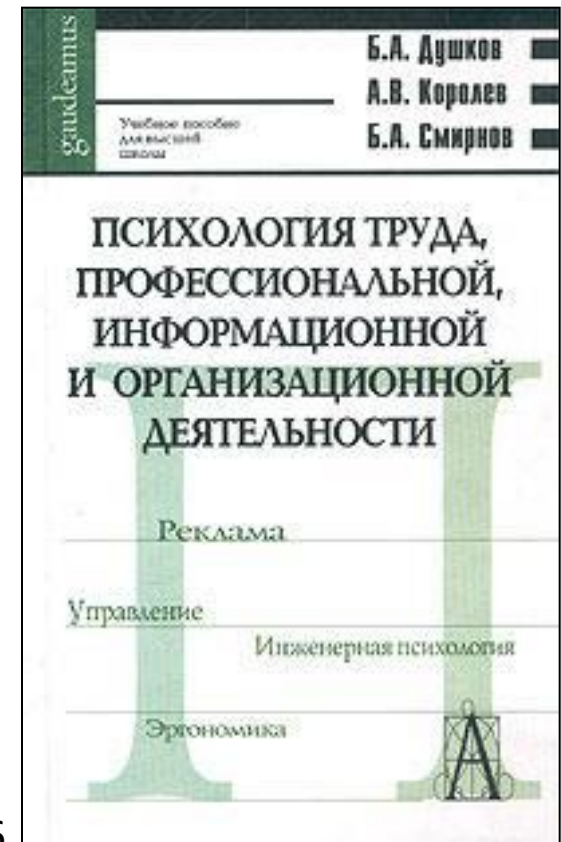 gaudeamus
Б.А. Душков
А.В. Королев
Б.А. Смирнов
Учебное пособие
для высшей
школы
ПСИХОЛОГИЯ ТРУДА,
ПРОФЕССИОНАЛЬНОЙ,
ИНФОРМАЦИОННОЙ
И ОРГАНИЗАЦИОННОЙ
ДЕЯТЕЛЬНОСТИ
Реклама
Управление
Инженерная психология
Эргономика
А